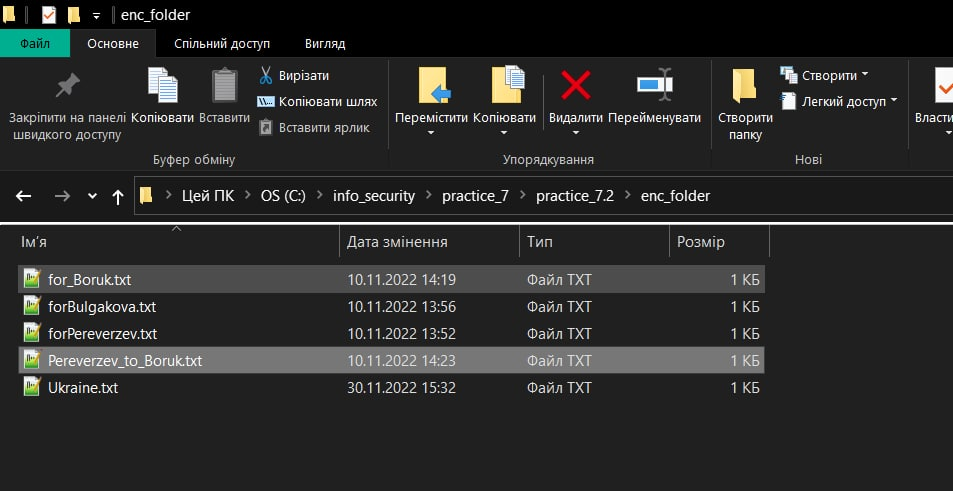 enc_folder
Файл Основне Спільний доступ Вигляд
Закріпити на панелі швидкого доступу
Копіювати
Вставити
Вирізати
Копіювати шлях
Вставити ярлик
Буфер обміну
Перемістити
Копіювати
Видалити
Перейменувати
Упорядкування
Створити папку
Створити
Легкий доступ
Нові
Цей ПК > OS (C:) > info_security > practice_7 > practice_7.2 > enc_folder
Ім'я Дата змінення Тип Розмір
for_Boruk.txt 10.11.2022 14:19 Файл TXT 1 КБ
forBulgakova.txt 10.11.2022 13:56 Файл TXT 1 КБ
forPereverzev.txt 10.11.2022 13:52 Файл TXT 1 КБ
Pereverzev_to_Boruk.txt 10.11.2022 14:23 Файл TXT 1 КБ
Ukraine.txt 30.11.2022 15:32 Файл TXT 1 КБ